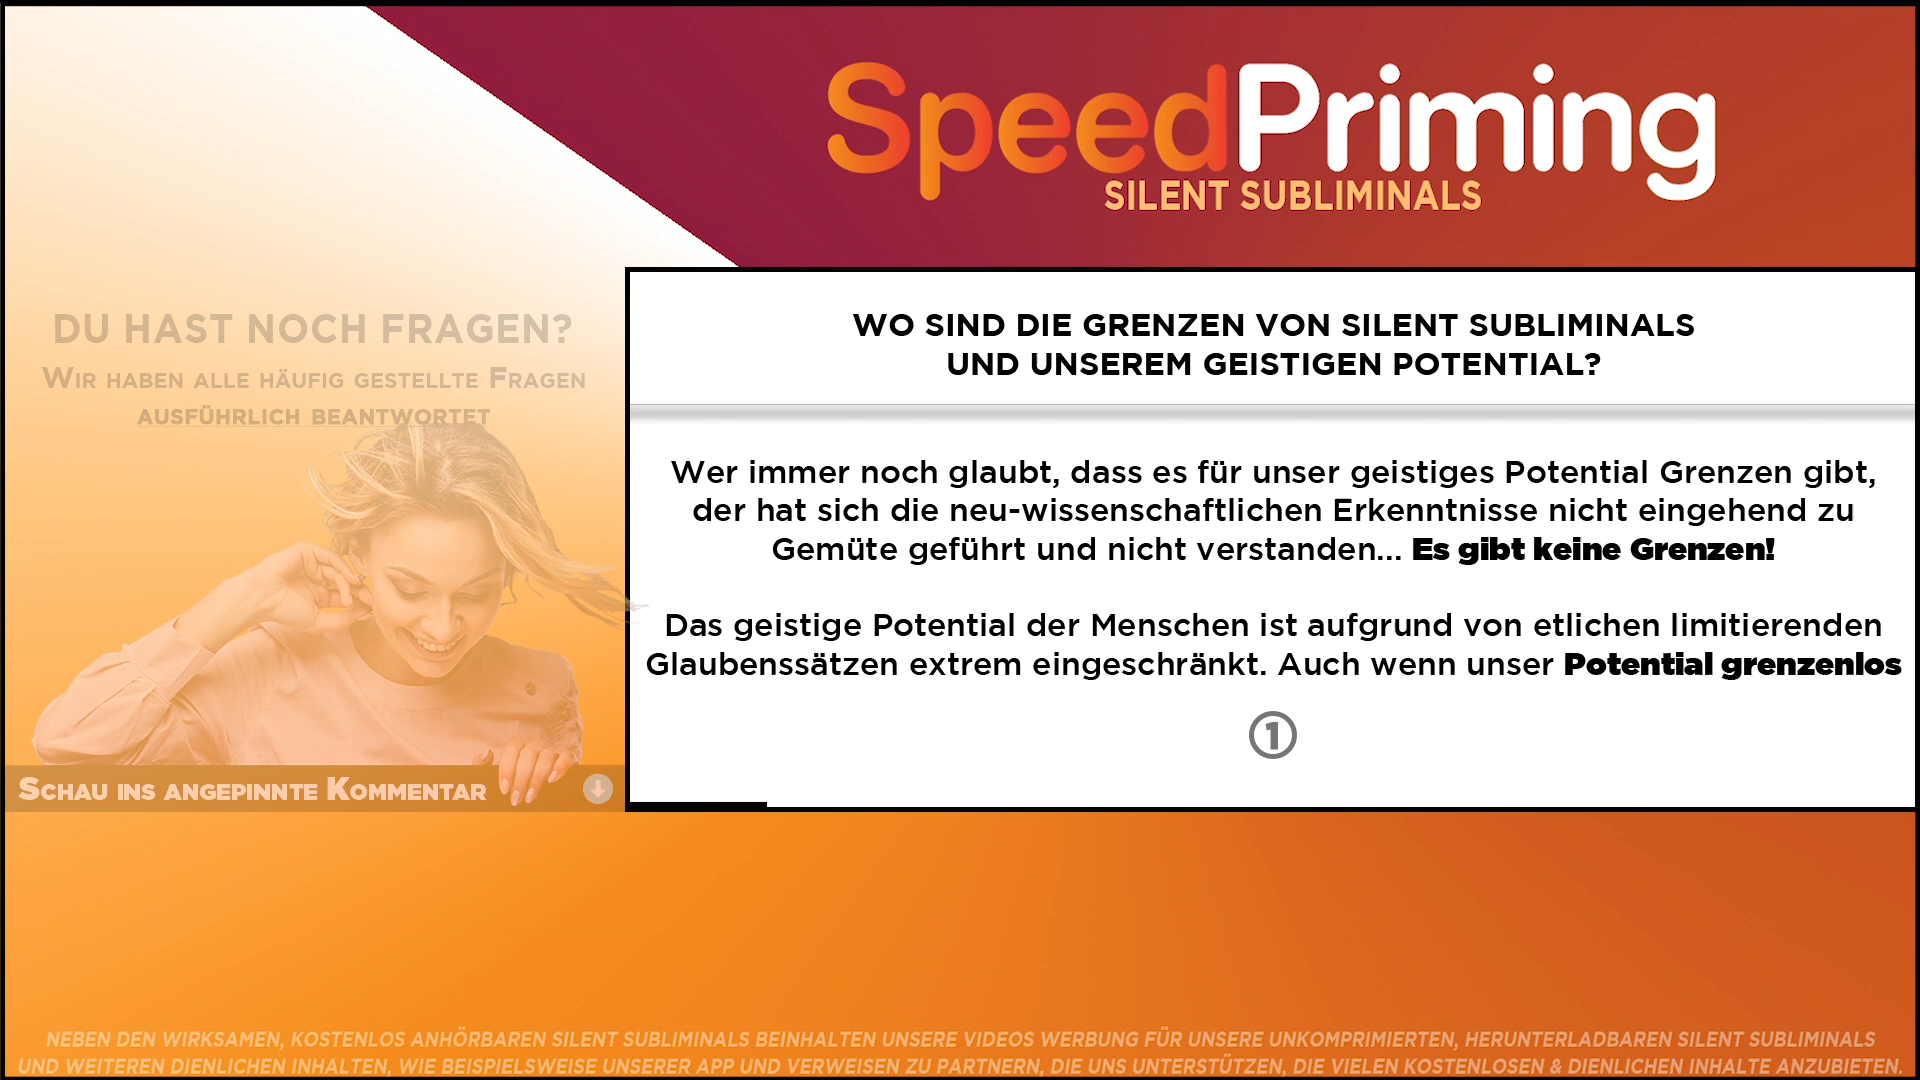 SpeedPriming
SILENT SUBLIMINALS
DU HAST NOCH FRAGEN?
WIR HABEN ALLE HÄUFIG GESTELLTE FRAGEN
AUSFÜHRLICH BEANTWORTET
SCHAU INS ANGEPINNTE KOMMENTAR
WO SIND DIE GRENZEN VON SILENT SUBLIMINALS
UND UNSEREM GEISTIGEN POTENTIAL?
Wer immer noch glaubt, dass es für unser geistiges Potential Grenzen gibt,
der hat sich die neu-wissenschaftlichen Erkenntnisse nicht eingehend zu
Gemüte geführt und nicht verstanden... Es gibt keine Grenzen!
Das geistige Potential der Menschen ist aufgrund von etlichen limitierenden
Glaubenssätzen extrem eingeschränkt. Auch wenn unser Potential grenzenlos
1
NEBEN DEN WIRKSAMEN, KOSTENLOS ANHÖRBAREN SILENT SUBLIMINALS BEINHALTEN UNSERE VIDEOS WERBUNG FÜR UNSERE UNKOMPRIMIERTEN, HERUNTERLADBAREN SILENT SUBLIMINALS
UND WEITEREN DIENLICHEN INHALTEN, WIE BEISPIELSWEISE UNSERER APP UND VERWEISEN ZU PARTNERN, DIE UNS UNTERSTÜTZEN, DIE VIELEN KOSTENLOSEN & DIENLICHEN INHALTE ANZUBIETEN.